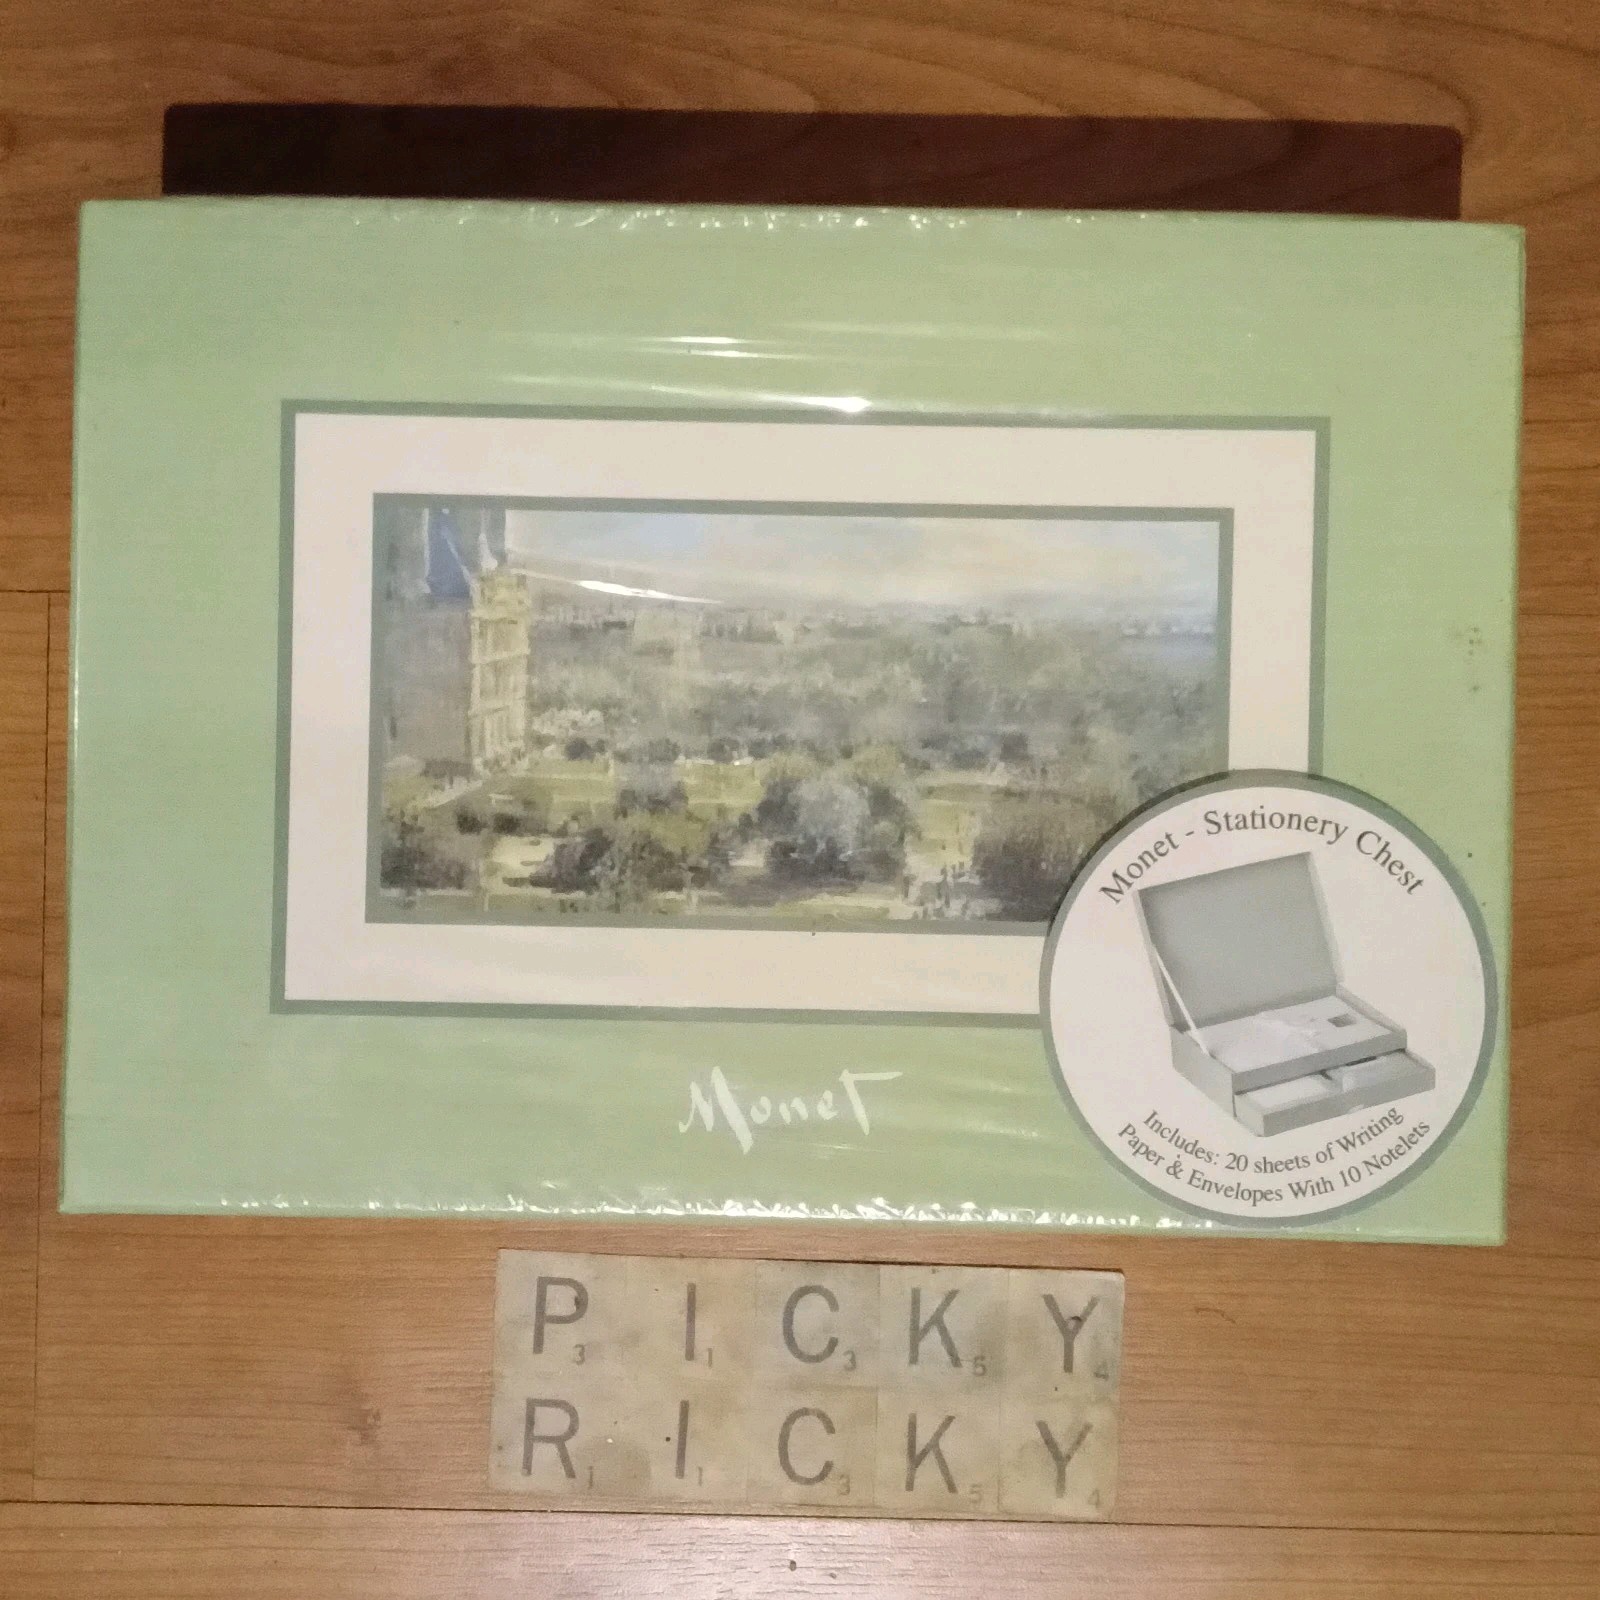 Monet - Stationery Chest
Includes: 20 sheets of Writing
Paper & Envelopes With 10 Notelets
Monet
P3 I1 C3 K5 Y4
R1 I1 C3 K5 Y4